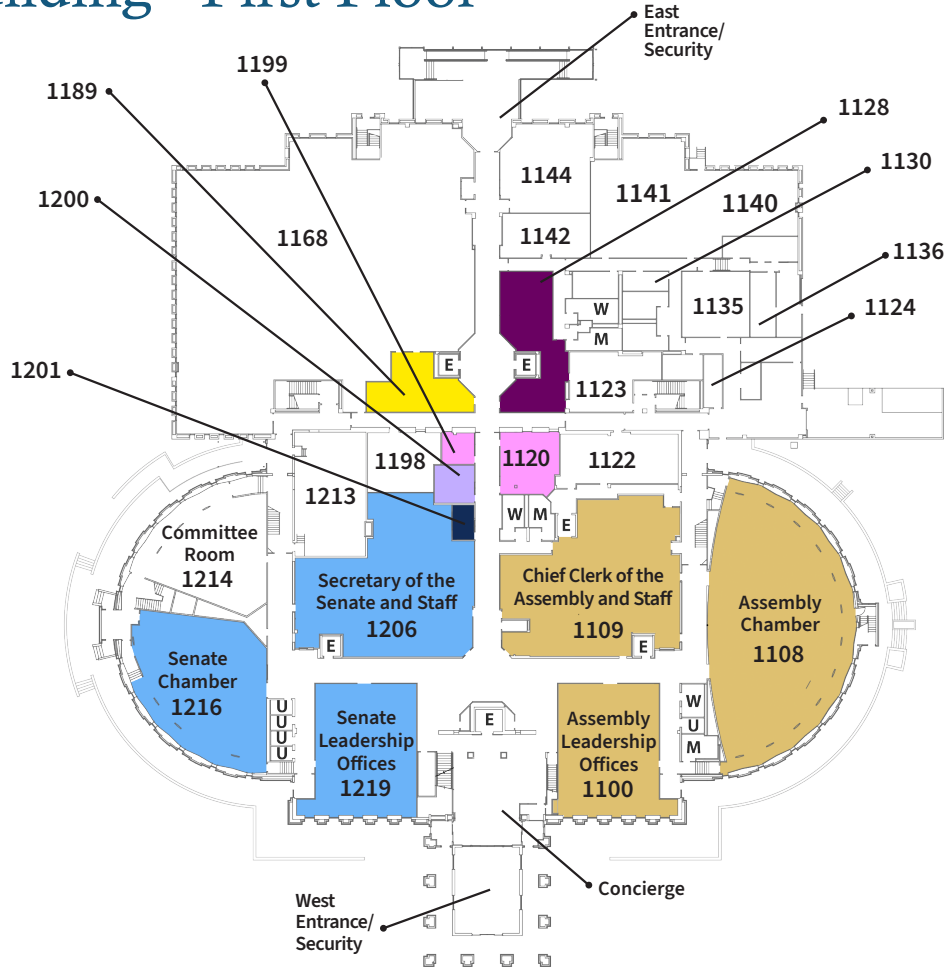 First Floor
East
Entrance/
Security
1199
1189
1128
1130
1144
1141
1200
1140
1142
1168
1136
1135
W
1124
M
E
E
1201
1123
1198
1120
1122
1213
W
M
E
Committee
Room
1214
Secretary of the
Senate and Staff
1206
Chief Clerk of the
Assembly and Staff
1109
Assembly
Chamber
1108
E
E
Senate
Chamber
1216
U
U
U
U
W
U
M
E
Senate
Leadership
Offices
1219
Assembly
Leadership
Offices
1100
Concierge
West
Entrance/
Security